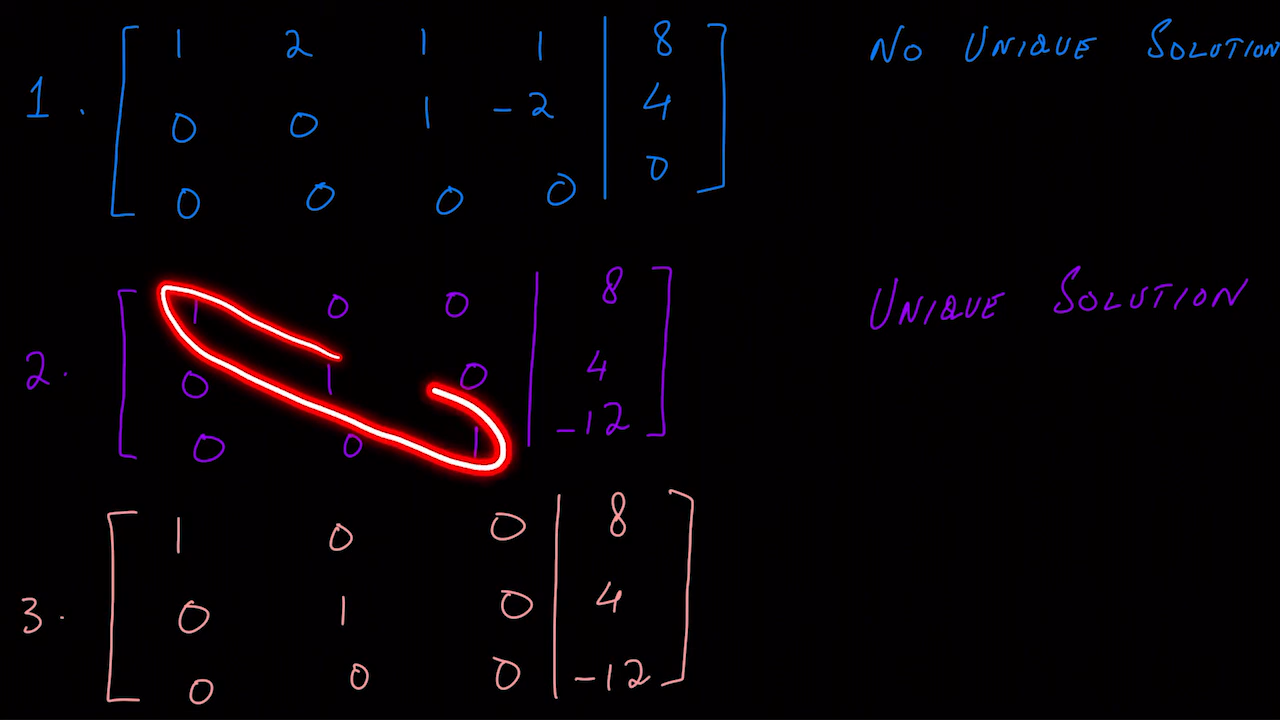 1 2 1 1 | 8 NO UNIQUE SOLUTION
1. 0 0 1 -2 | 4
0 0 0 0 | 0
1 0 0 | 8 UNIQUE SOLUTION
2. 0 1 0 | 4
0 0 1 | -12
1 0 0 | 8
3. 0 1 0 | 4
0 0 0 | -12